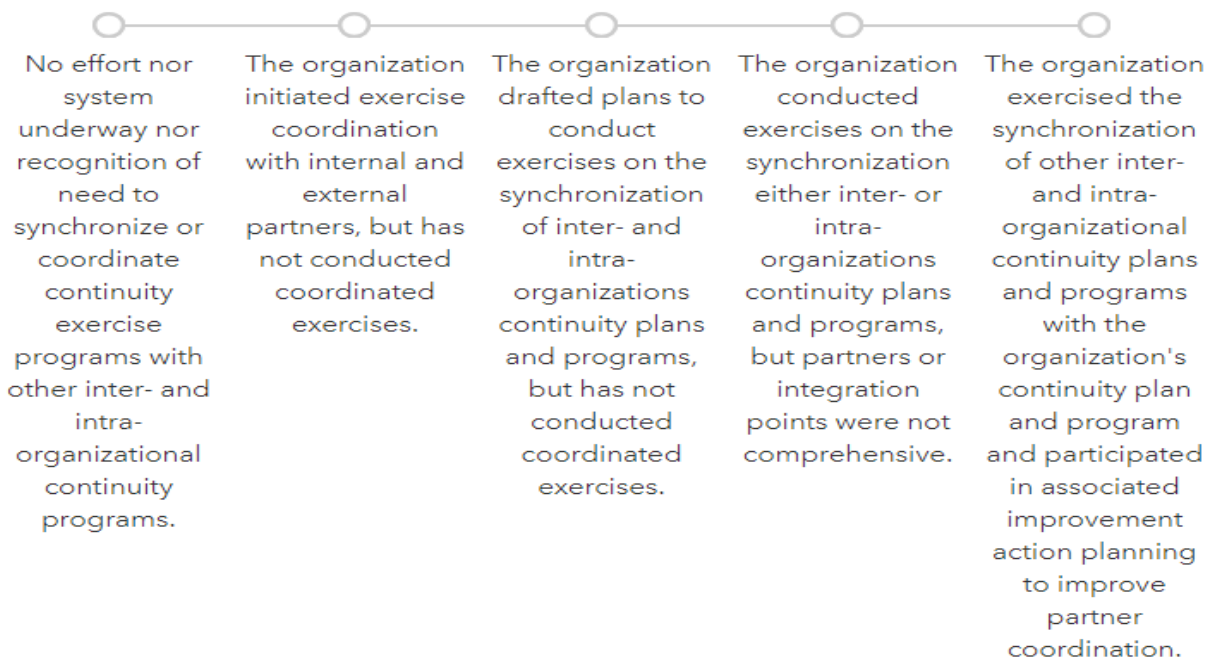 No effort nor
system
underway nor
recognition of
need to
synchronize or
coordinate
continuity
exercise
programs with
other inter- and
intra-
organizational
continuity
programs.
The organization
initiated exercise
coordination
with internal and
external
partners, but has
not conducted
coordinated
exercises.
The organization
drafted plans to
conduct
exercises on the
synchronization
of inter- and
intra-
organizations
continuity plans
and programs,
but has not
conducted
coordinated
exercises.
The organization
conducted
exercises on the
synchronization
either inter- or
intra-
organizations
continuity plans
and programs,
but partners or
integration
points were not
comprehensive.
The organization
exercised the
synchronization
of other inter-
and intra-
organizational
continuity plans
and programs
with the
organization's
continuity plan
and program
and participated
in associated
improvement
action planning
to improve
partner
coordination.